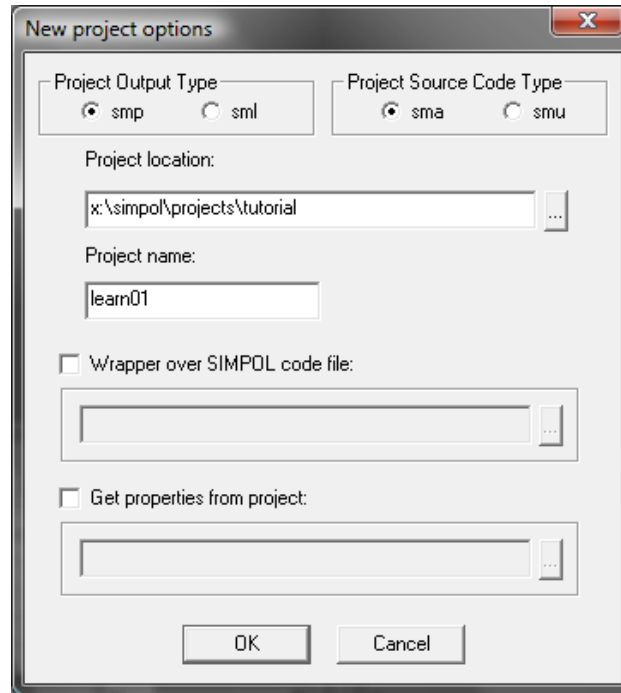 New project options
Project Output Type
smp
sml
Project Source Code Type
sma
smu
Project location:
x:\simpol\projects\tutorial
...
Project name:
learn01
Wrapper over SIMPOL code file:
...
Get properties from project:
...
OK
Cancel